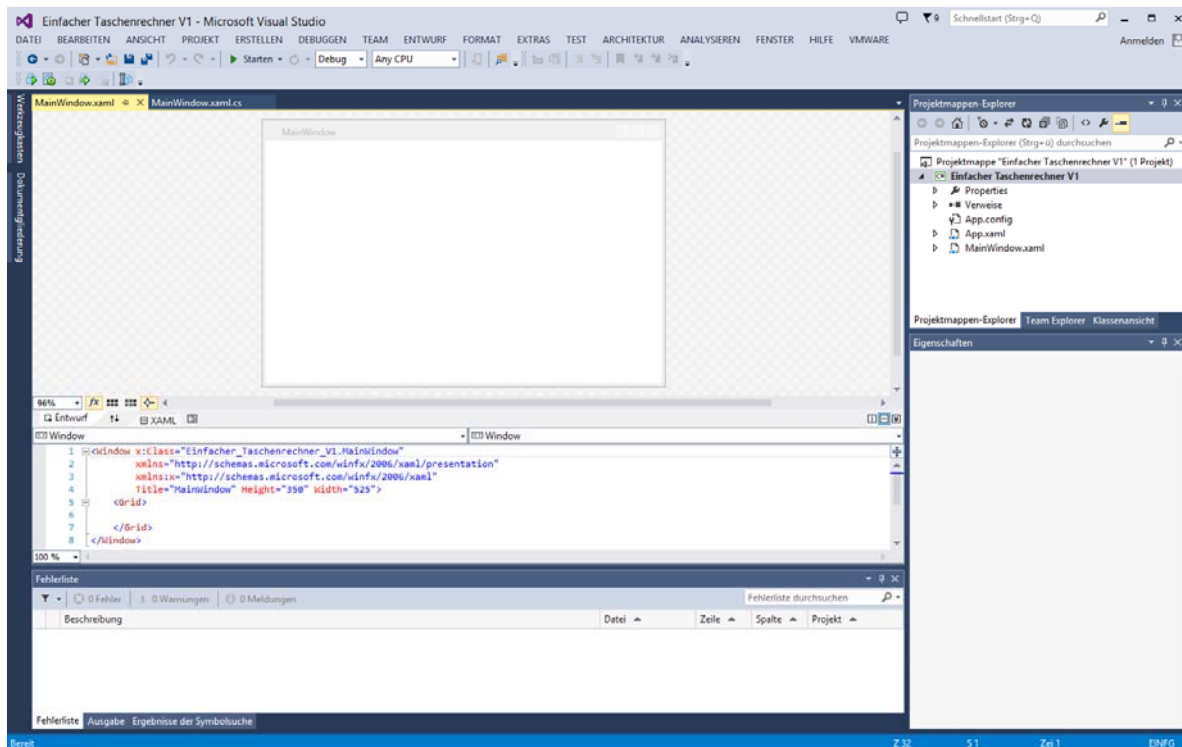 Einfacher Taschenrechner V1 - Microsoft Visual Studio
9
Schnellstart (Strg+Q)
DATEI BEARBEITEN ANSICHT PROJEKT ERSTELLEN DEBUGGEN TEAM ENTWURF FORMAT EXTRAS TEST ARCHITEKTUR ANALYSIEREN FENSTER HILFE VMWARE
Anmelden
Starten Debug Any CPU
Werkzeugkasten
Dokumentgliederung
MainWindow.xaml MainWindow.xaml.cs
MainWindow
96%
Entwurf XAML
Window Window
1 <Window x:Class="Einfacher_Taschenrechner_V1.MainWindow"
2 xmlns="http://schemas.microsoft.com/winfx/2006/xaml/presentation"
3 xmlns:x="http://schemas.microsoft.com/winfx/2006/xaml"
4 Title="MainWindow" Height="350" Width="525">
5 <Grid>
6
7 </Grid>
8 </Window>
100 %
Fehlerliste
0 Fehler 0 Warnungen 0 Meldungen
Fehlerliste durchsuchen
Beschreibung Datei Zeile Spalte Projekt
Fehlerliste Ausgabe Ergebnisse der Symbolsuche
Projektmappen-Explorer
Projektmappen-Explorer (Strg+ü) durchsuchen
Projektmappe "Einfacher Taschenrechner V1" (1 Projekt)
Einfacher Taschenrechner V1
Properties
Verweise
App.config
App.xaml
MainWindow.xaml
Projektmappen-Explorer Team Explorer Klassenansicht
Eigenschaften
Bereit Z 32 S 1 Zei 1 EINFG